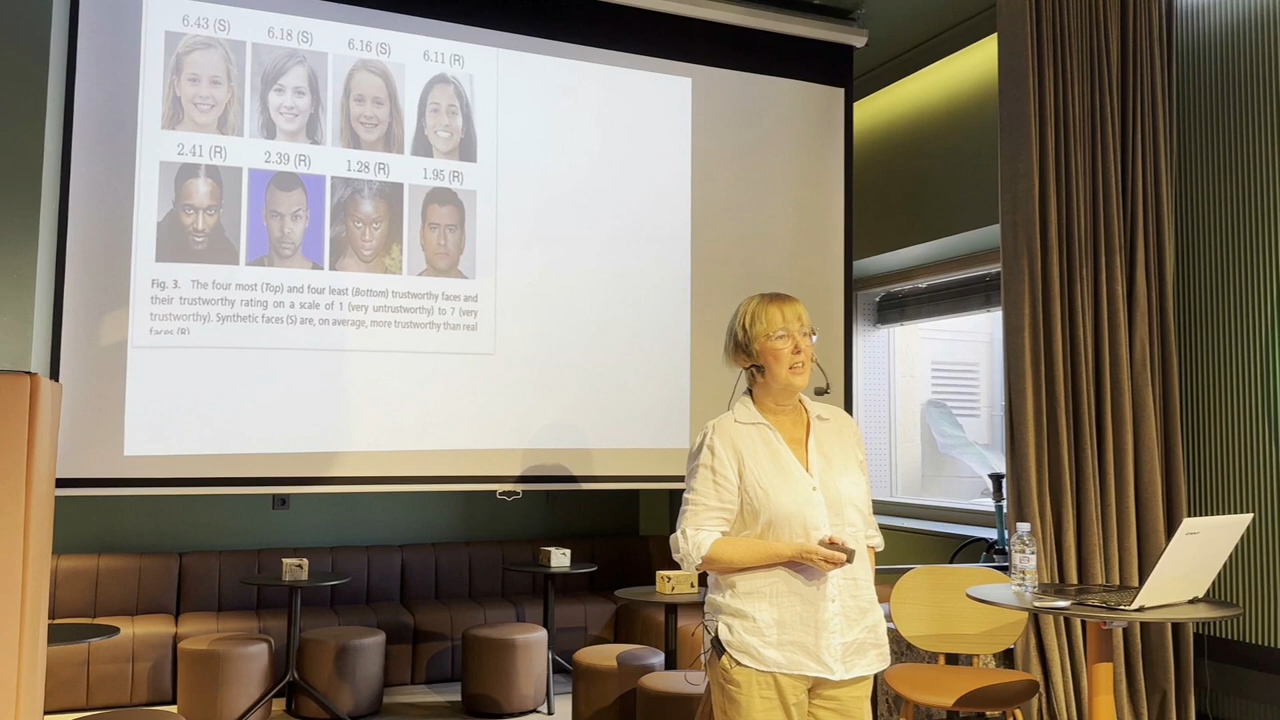 6.43 (S) 6.18 (S) 6.16 (S) 6.11 (R)
2.41 (R) 2.39 (R) 1.28 (R) 1.95 (R)
Fig. 3. The four most (Top) and four least (Bottom) trustworthy faces and
their trustworthy rating on a scale of 1 (very untrustworthy) to 7 (very
trustworthy). Synthetic faces (S) are, on average, more trustworthy than real
faces (R)